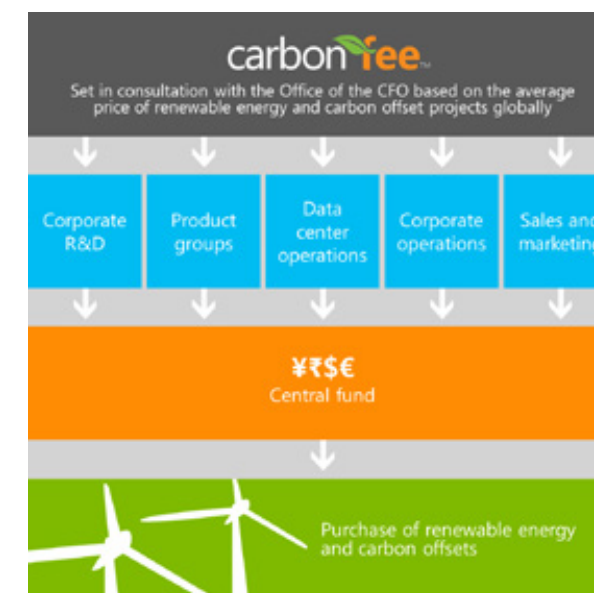 carbon fee™
Set in consultation with the Office of the CFO based on the average
price of renewable energy and carbon offset projects globally
Corporate
R&D
Product
groups
Data
center
operations
Corporate
operations
Sales and
marketing
¥₹$€
Central fund
Purchase of renewable energy
and carbon offsets